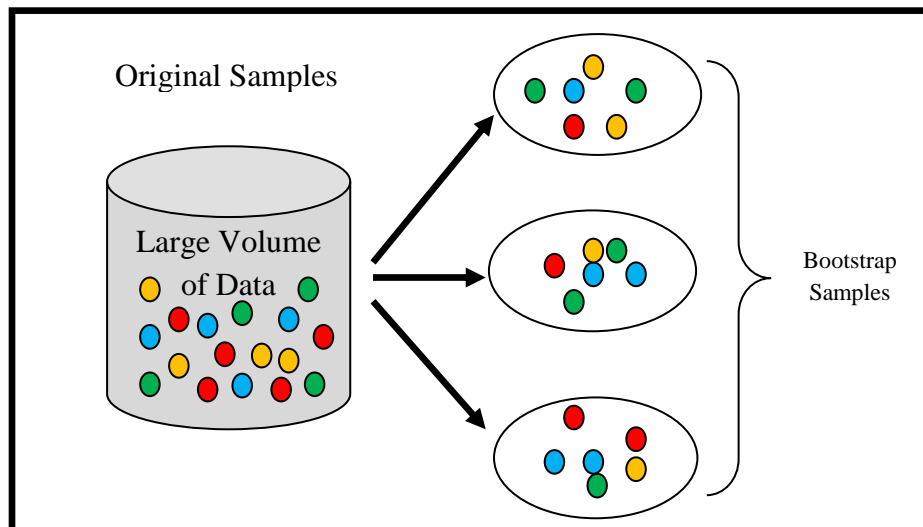 Original Samples
Large Volume
of Data
Bootstrap
Samples